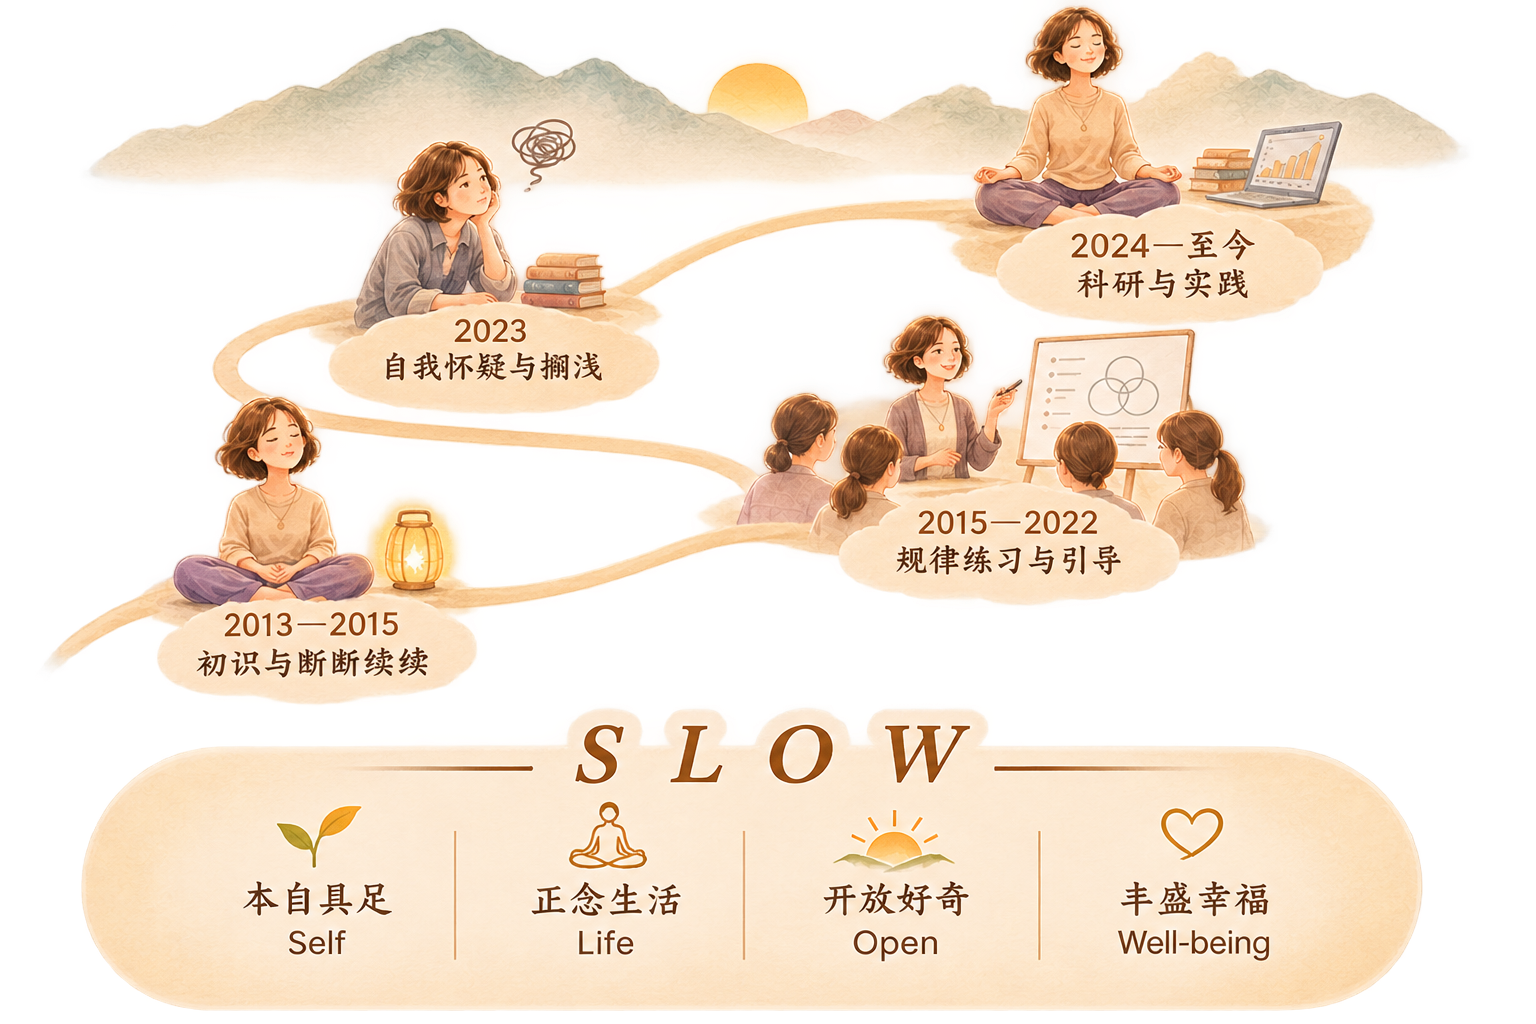 2024—至今
科研与实践
2023
自我怀疑与搁浅
2015—2022
规律练习与引导
2013—2015
初识与断断续续
SLOW
本自具足
Self
正念生活
Life
开放好奇
Open
丰盛幸福
Well-being